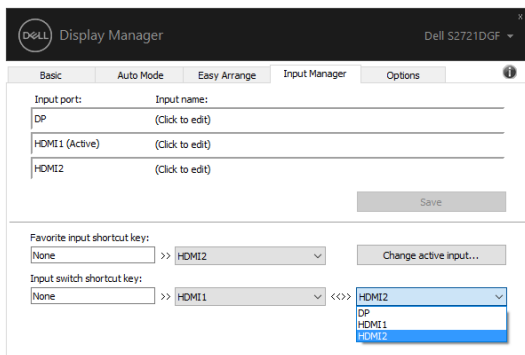 DELL Display Manager
Dell S2721DGF
x
Basic Auto Mode Easy Arrange Input Manager Options i
Input port: Input name:
DP (Click to edit)
HDMI1 (Active) (Click to edit)
HDMI2 (Click to edit)
Save
Favorite input shortcut key:
None >> HDMI2 Change active input...
Input switch shortcut key:
None >> HDMI1 <<>> HDMI2
DP
HDMI1
HDMI2